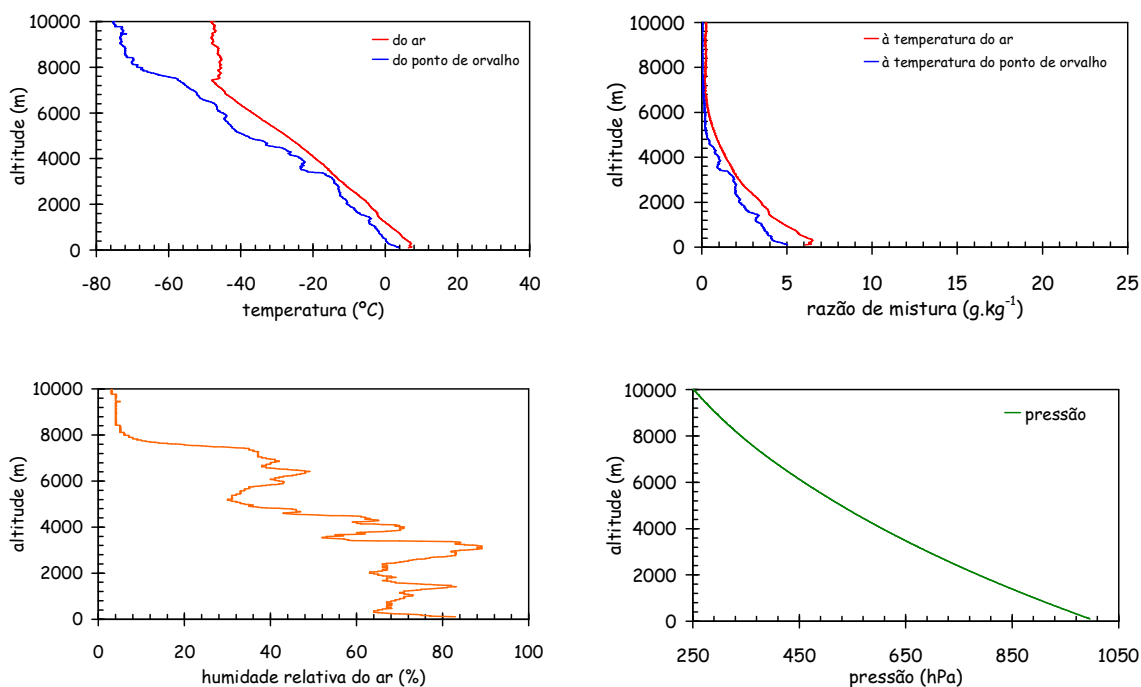 10000
8000
6000
4000
2000
0
altitude (m)
do ar
do ponto de orvalho
-80 -60 -40 -20 0 20 40
temperatura (ºC)
10000
8000
6000
4000
2000
0
altitude (m)
à temperatura do ar
à temperatura do ponto de orvalho
0 5 10 15 20 25
razão de mistura (g.kg⁻¹)
10000
8000
6000
4000
2000
0
altitude (m)
0 20 40 60 80 100
humidade relativa do ar (%)
10000
8000
6000
4000
2000
0
altitude (m)
pressão
250 450 650 850 1050
pressão (hPa)